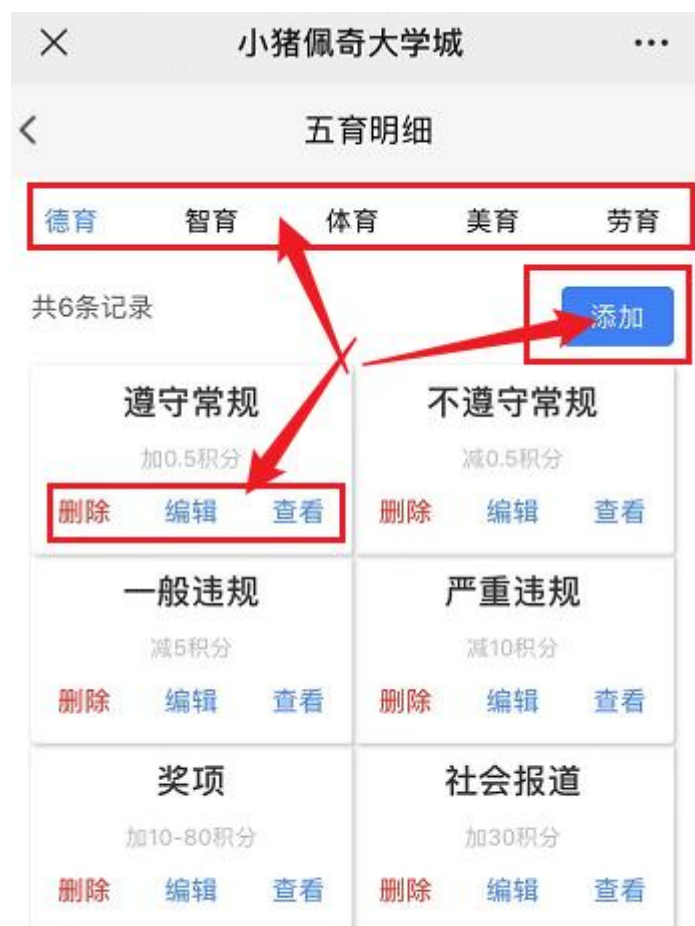 小猪佩奇大学城
五育明细
德育 智育 体育 美育 劳育
共6条记录 添加
遵守常规 不遵守常规
加0.5积分 减0.5积分
删除 编辑 查看 删除 编辑 查看
一般违规 严重违规
减5积分 减10积分
删除 编辑 查看 删除 编辑 查看
奖项 社会报道
加10-80积分 加30积分
删除 编辑 查看 删除 编辑 查看